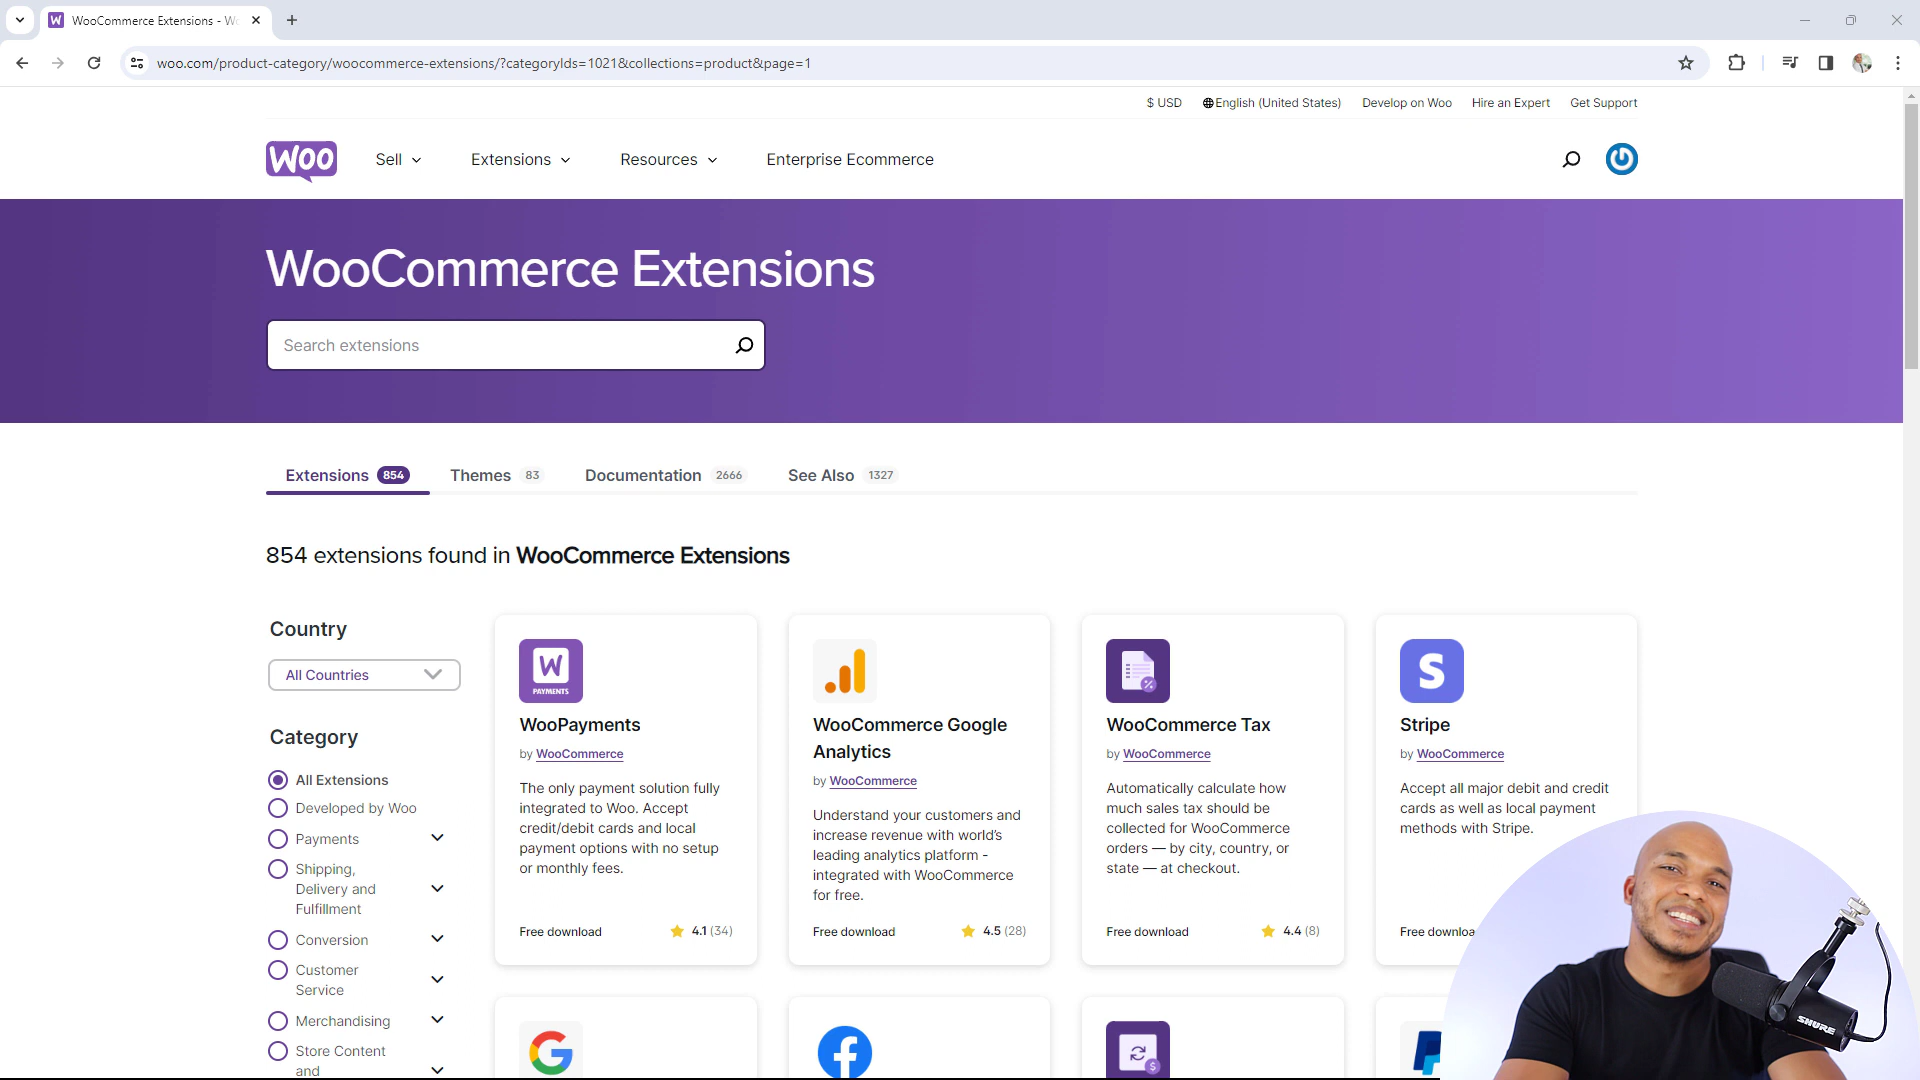 WooCommerce Extensions - Wo
woo.com/product-category/woocommerce-extensions/?categoryIds=1021&collections=product&page=1
$ USD
English (United States)
Develop on Woo
Hire an Expert
Get Support
WOO
Sell
Extensions
Resources
Enterprise Ecommerce
WooCommerce Extensions
Search extensions
Extensions 854
Themes 83
Documentation 2666
See Also 1327
854 extensions found in WooCommerce Extensions
Country
All Countries
Category
All Extensions
Developed by Woo
Payments
Shipping,
Delivery and
Fulfillment
Conversion
Customer
Service
Merchandising
Store Content
and
W
PAYMENTS
WooPayments
by WooCommerce
The only payment solution fully
integrated to Woo. Accept
credit/debit cards and local
payment options with no setup
or monthly fees.
Free download
4.1 (34)
WooCommerce Google
Analytics
by WooCommerce
Understand your customers and
increase revenue with world's
leading analytics platform -
integrated with WooCommerce
for free.
Free download
4.5 (28)
WooCommerce Tax
by WooCommerce
Automatically calculate how
much sales tax should be
collected for WooCommerce
orders — by city, country, or
state — at checkout.
Free download
4.4 (8)
S
Stripe
by WooCommerce
Accept all major debit and credit
cards as well as local payment
methods with Stripe.
Free downloa
SHURE